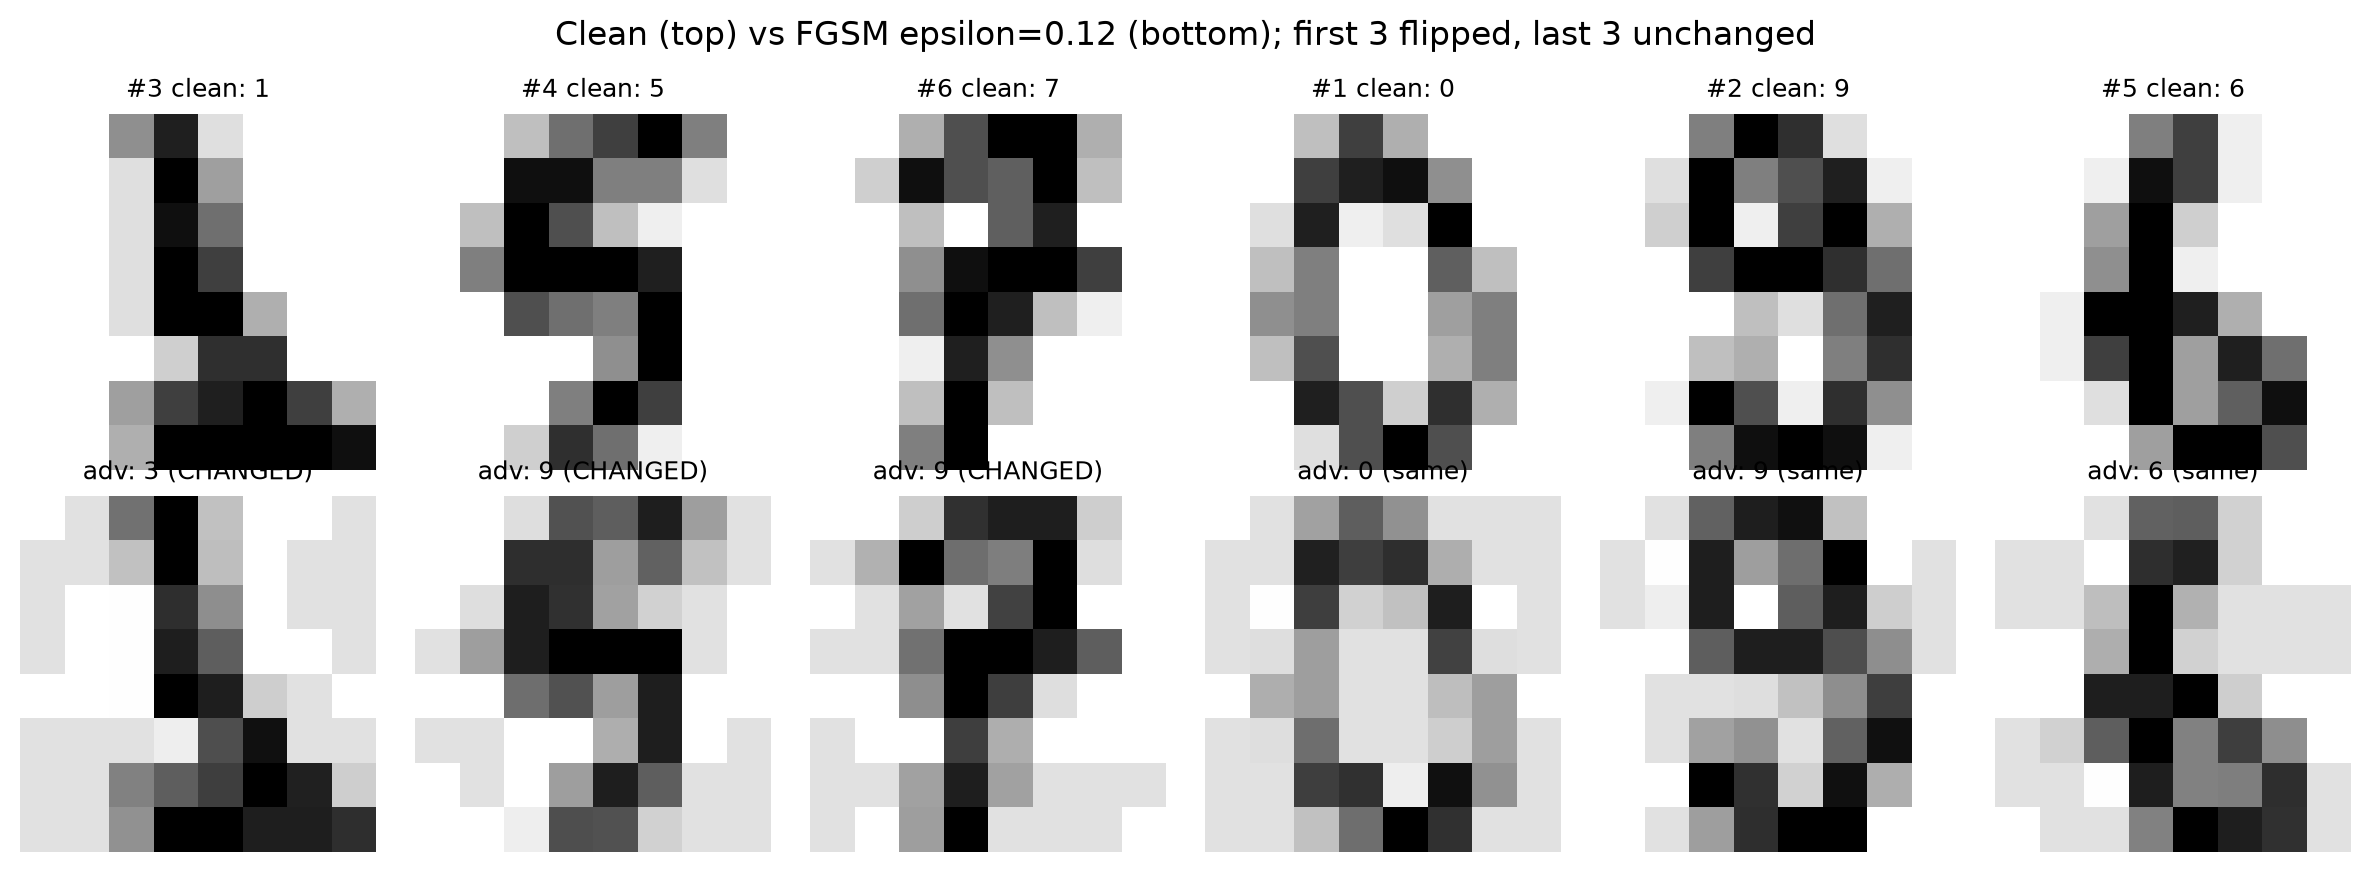 Clean (top) vs FGSM epsilon=0.12 (bottom); first 3 flipped, last 3 unchanged
#3 clean: 1
#4 clean: 5
#6 clean: 7
#1 clean: 0
#2 clean: 9
#5 clean: 6
adv: 3 (CHANGED)
adv: 9 (CHANGED)
adv: 9 (CHANGED)
adv: 0 (same)
adv: 9 (same)
adv: 6 (same)